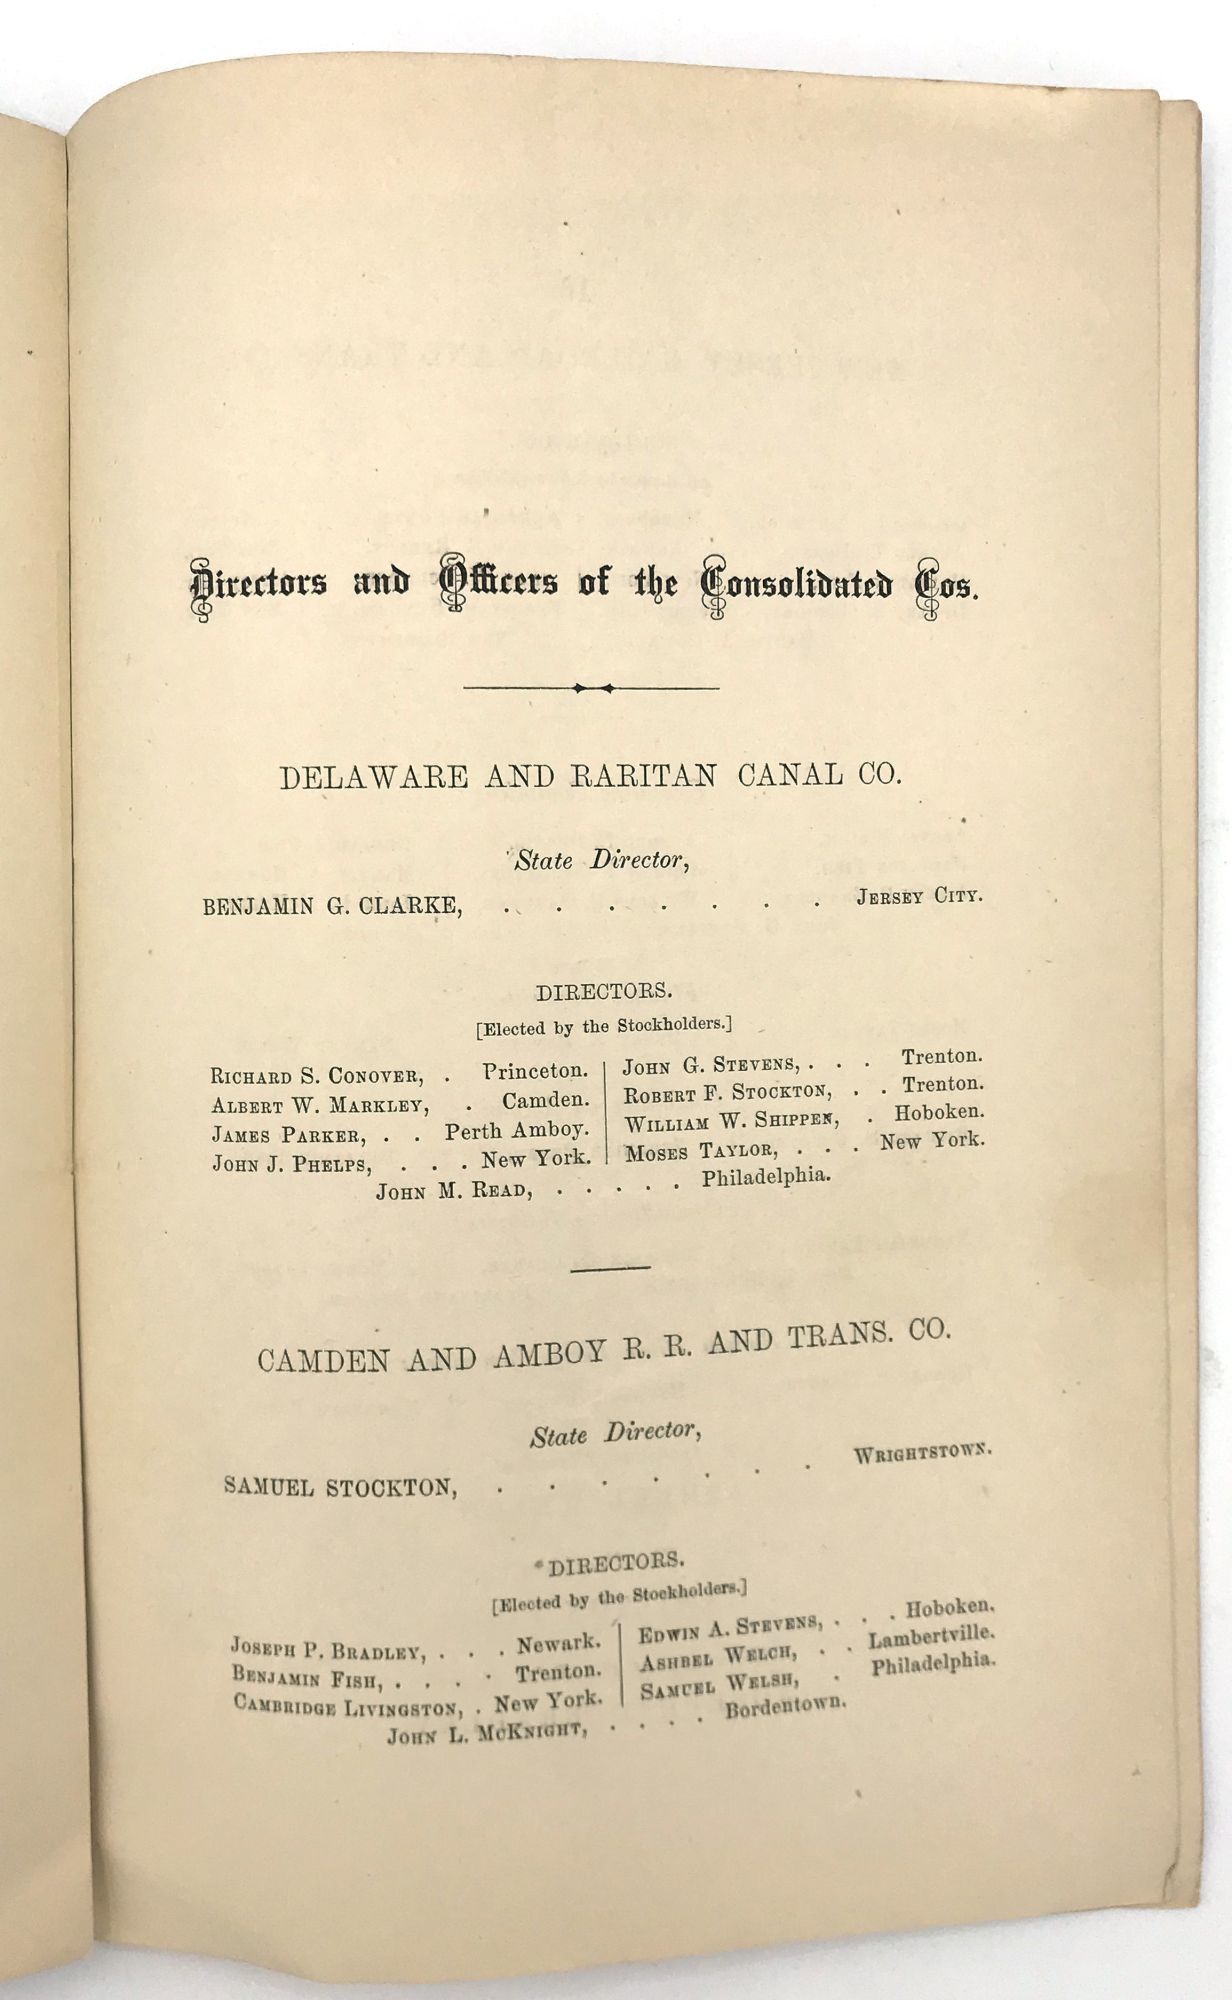 Directors and Officers of the Consolidated Cos.
DELAWARE AND RARITAN CANAL CO.
State Director,
BENJAMIN G. CLARKE, . . . . . . . JERSEY CITY.
DIRECTORS.
[Elected by the Stockholders.]
RICHARD S. CONOVER, . Princeton.
ALBERT W. MARKLEY, . Camden.
JAMES PARKER, . . Perth Amboy.
JOHN J. PHELPS, . . . New York.
JOHN G. STEVENS, . . . Trenton.
ROBERT F. STOCKTON, . . Trenton.
WILLIAM W. SHIPPEN, . Hoboken.
MOSES TAYLOR, . . . New York.
JOHN M. READ, . . . . . Philadelphia.
CAMDEN AND AMBOY R. R. AND TRANS. CO.
State Director,
SAMUEL STOCKTON, . . . . . . . WRIGHTSTOWN.
DIRECTORS.
[Elected by the Stockholders.]
JOSEPH P. BRADLEY, . . . Newark.
BENJAMIN FISH, . . . . Trenton.
CAMBRIDGE LIVINGSTON, . New York.
EDWIN A. STEVENS, . . . Hoboken.
ASHBEL WELCH, . . Lambertville.
SAMUEL WELSH, . Philadelphia.
JOHN L. MCKNIGHT, . . . . Bordentown.